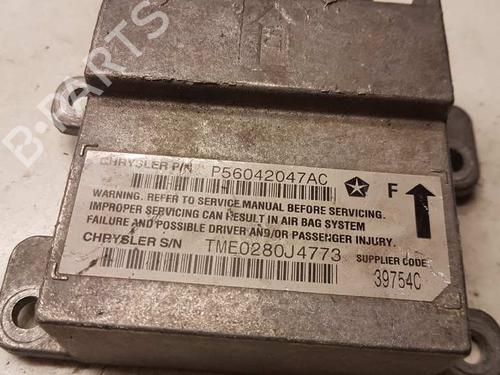 B-PARTS
CHRYSLER P/N P56042047AC
F
WARNING. REFER TO SERVICE MANUAL BEFORE SERVICING.
IMPROPER SERVICING CAN RESULT IN AIR BAG SYSTEM
FAILURE AND POSSIBLE DRIVER AND/OR PASSENGER INJURY.
CHRYSLER S/N TME0280J4773 SUPPLIER CODE
39754C